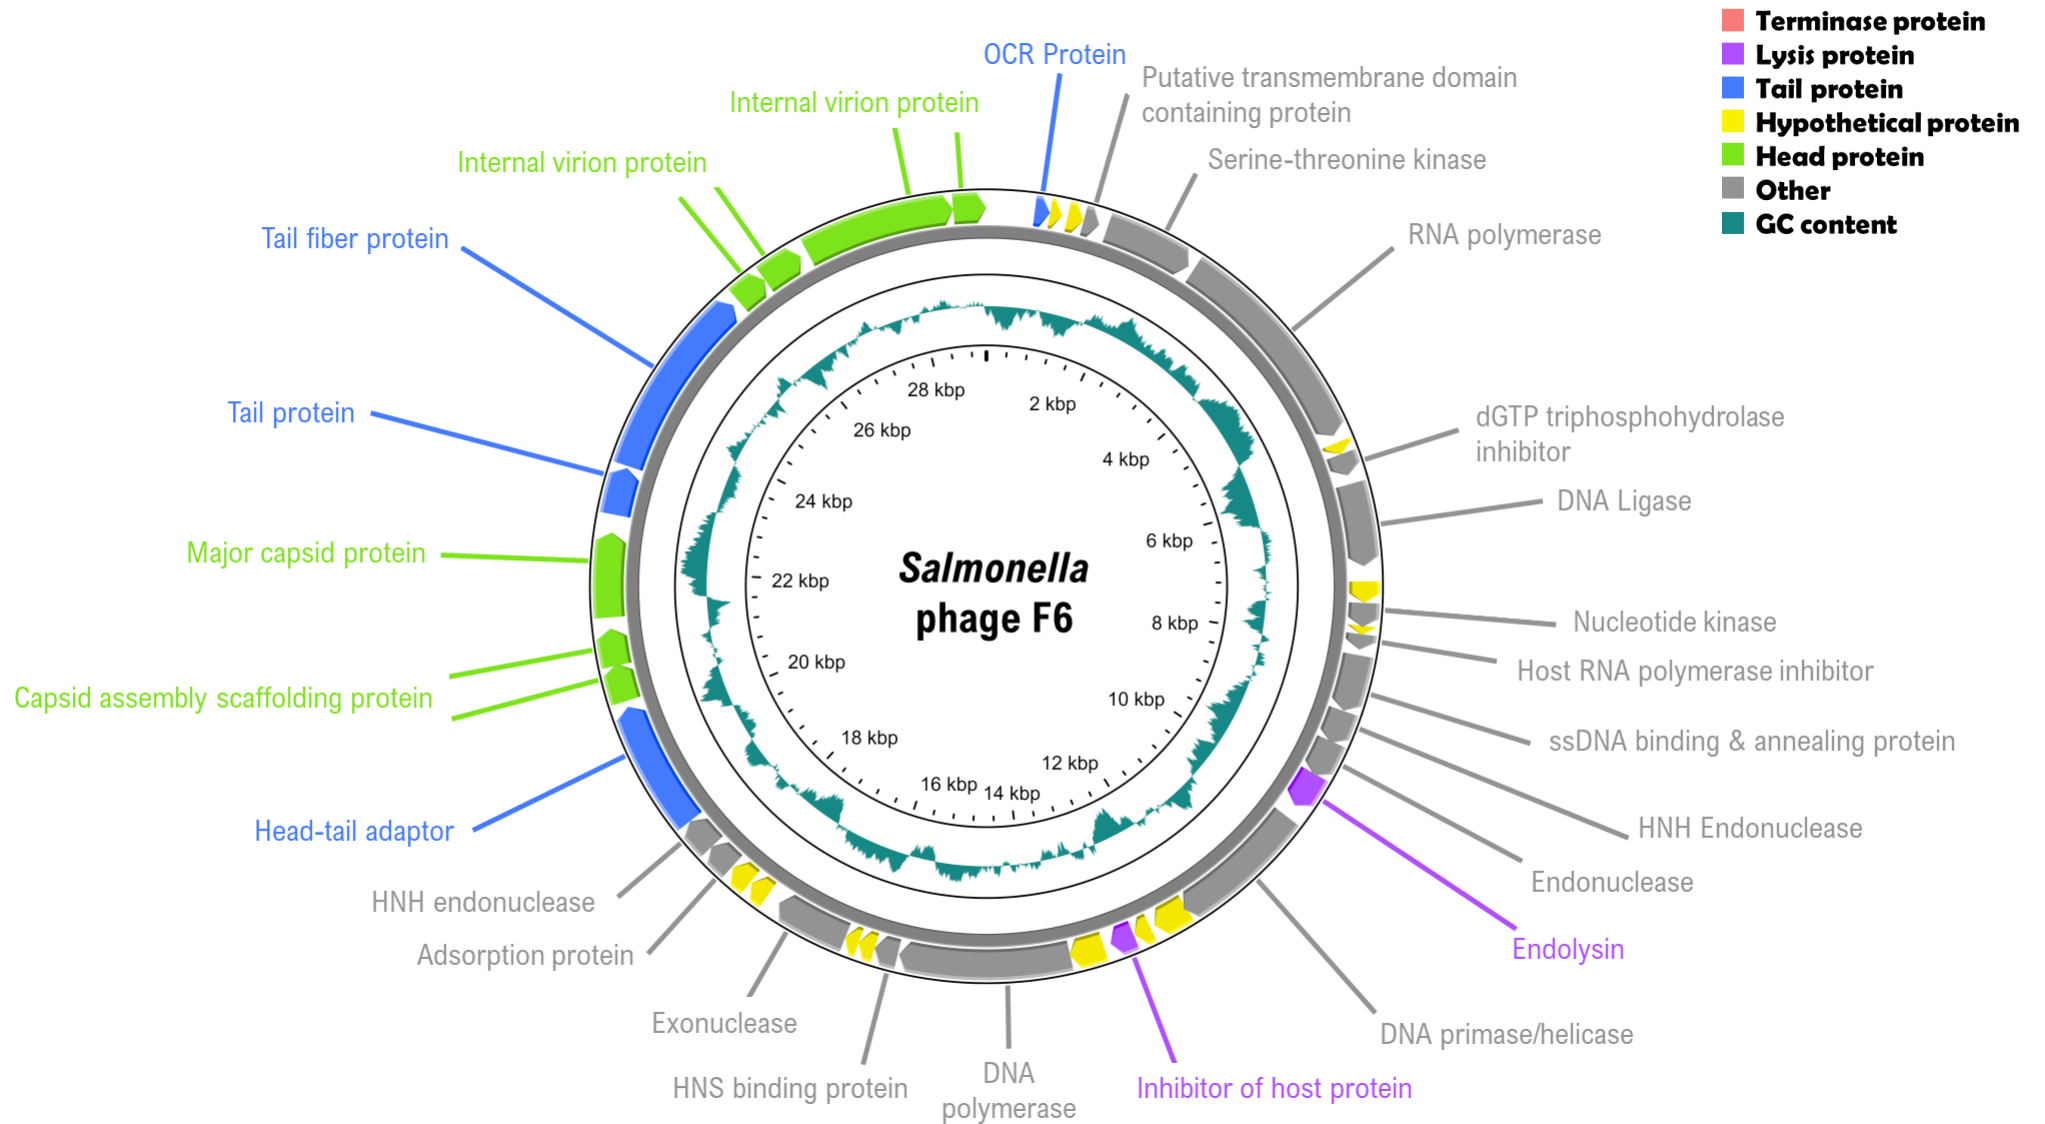 Terminase protein
Lysis protein
Tail protein
Hypothetical protein
Head protein
Other
GC content
OCR Protein
Putative transmembrane domain
containing protein
Serine-threonine kinase
RNA polymerase
dGTP triphosphohydrolase
inhibitor
DNA Ligase
Nucleotide kinase
Host RNA polymerase inhibitor
ssDNA binding & annealing protein
HNH Endonuclease
Endonuclease
Endolysin
DNA primase/helicase
Inhibitor of host protein
DNA
polymerase
HNS binding protein
Exonuclease
Adsorption protein
HNH endonuclease
Head-tail adaptor
Capsid assembly scaffolding protein
Major capsid protein
Tail protein
Tail fiber protein
Internal virion protein
Internal virion protein
2 kbp
4 kbp
6 kbp
8 kbp
10 kbp
12 kbp
14 kbp
16 kbp
18 kbp
20 kbp
22 kbp
24 kbp
26 kbp
28 kbp
Salmonella
phage F6